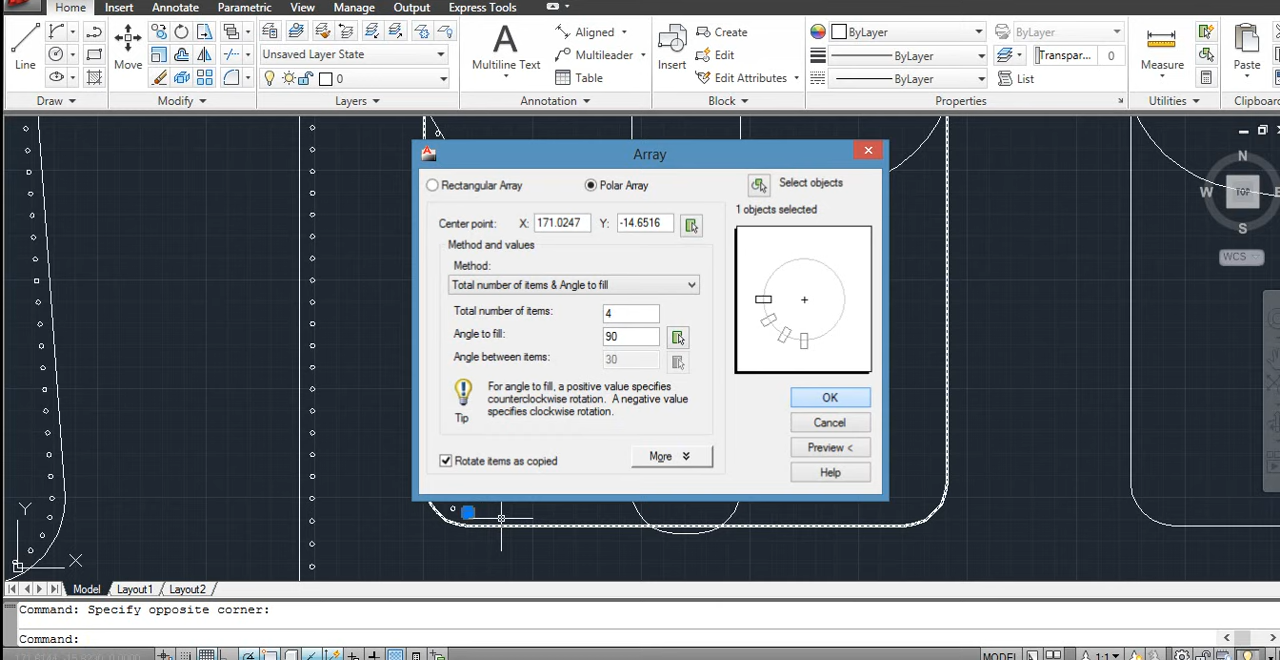 Home Insert Annotate Parametric View Manage Output Express Tools
Line
Move
Unsaved Layer State
0
Multiline Text
Aligned
Multileader
Table
Insert
Create
Edit
Edit Attributes
ByLayer
ByLayer
ByLayer
ByLayer
Transpar... 0
List
Measure
Paste
Draw Modify Layers Annotation Block Properties Utilities Clipboard
Array
Rectangular Array Polar Array
Select objects
1 objects selected
Center point: X: 171.0247 Y: -14.6516
Method and values
Method:
Total number of items & Angle to fill
Total number of items: 4
Angle to fill: 90
Angle between items: 30
For angle to fill, a positive value specifies
counterclockwise rotation. A negative value
specifies clockwise rotation.
Tip
Rotate items as copied
More
OK
Cancel
Preview <
Help
N
W TOP E
S
WCS
Y
X
Model Layout1 Layout2
Command: Specify opposite corner:
Command:
MODEL 1:1